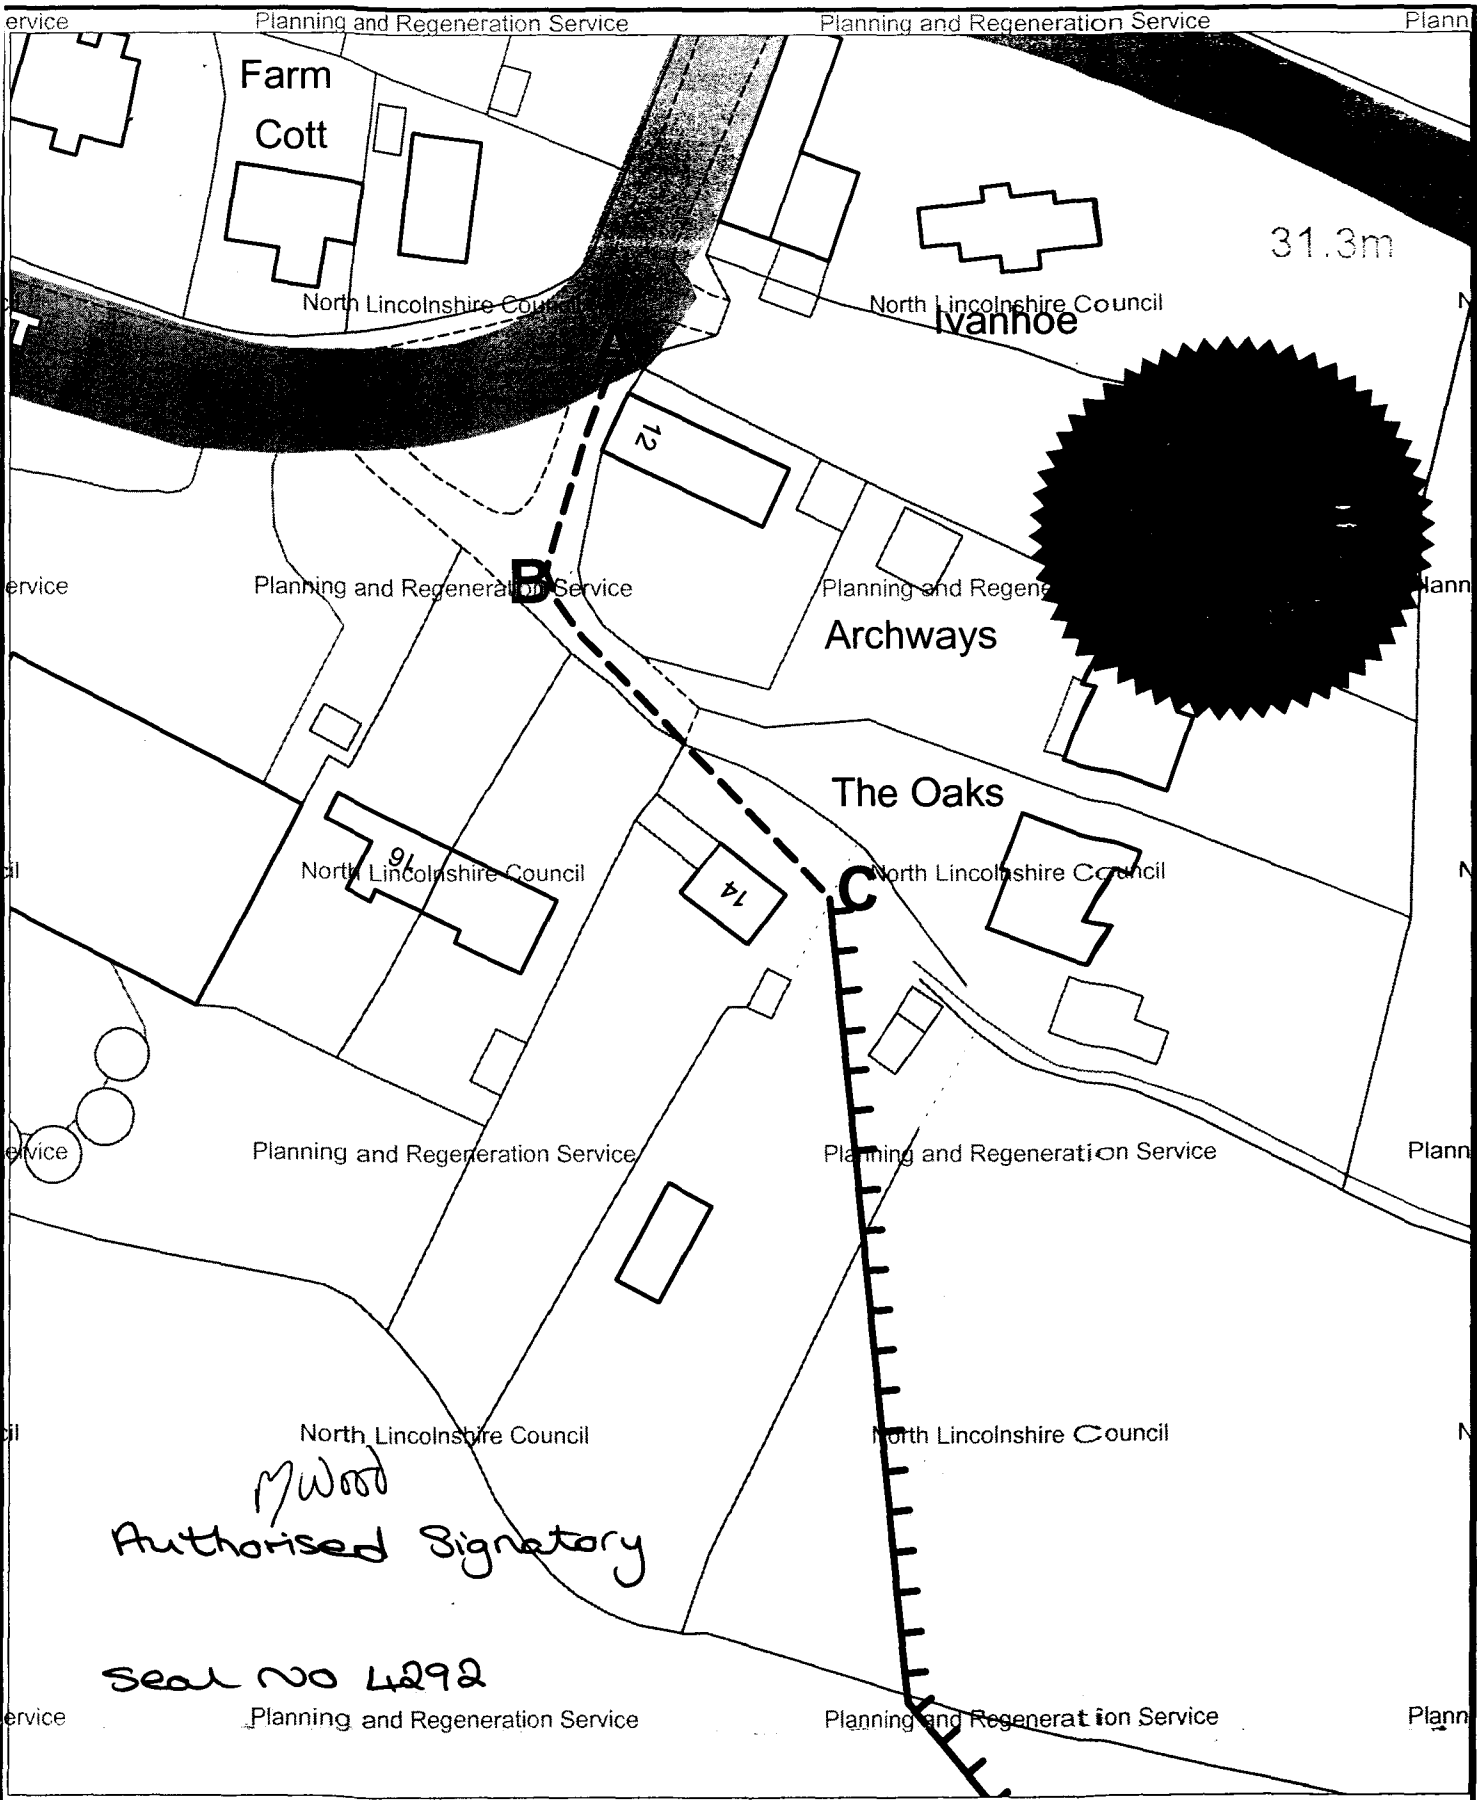 ervice Planning and Regeneration Service Planning and Regeneration Service Plann
Farm
Cott
31.3m
North Lincolnshire Council North Lincolnshire Council N
Ivanhoe
T
A
12
B
ervice Planning and Regeneration Service Planning and Regene lann
Archways
The Oaks
16
14
C
il North Lincolnshire Council North Lincolnshire Council N
ervice Planning and Regeneration Service Planning and Regeneration Service Plann
il North Lincolnshire Council North Lincolnshire Council N
MWood
Authorised Signatory
Seal No 4292
ervice Planning and Regeneration Service Planning and Regeneration Service Plann